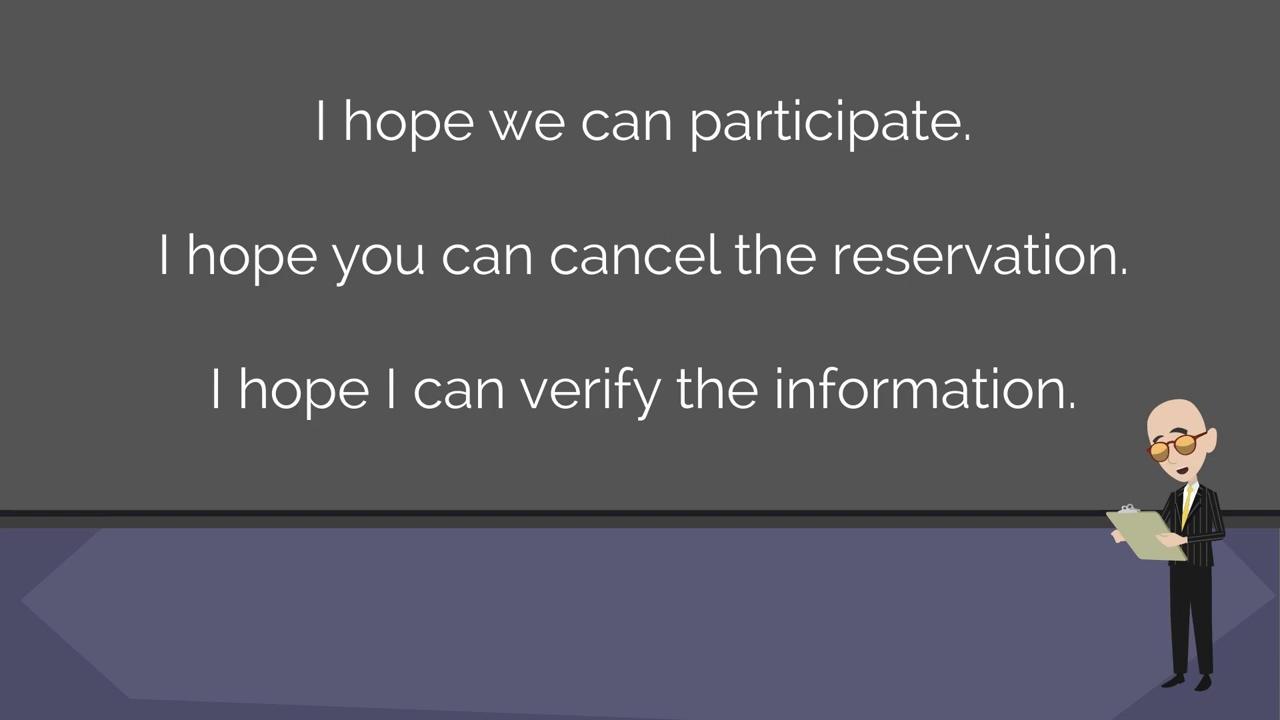 I hope we can participate.
I hope you can cancel the reservation.
I hope I can verify the information.